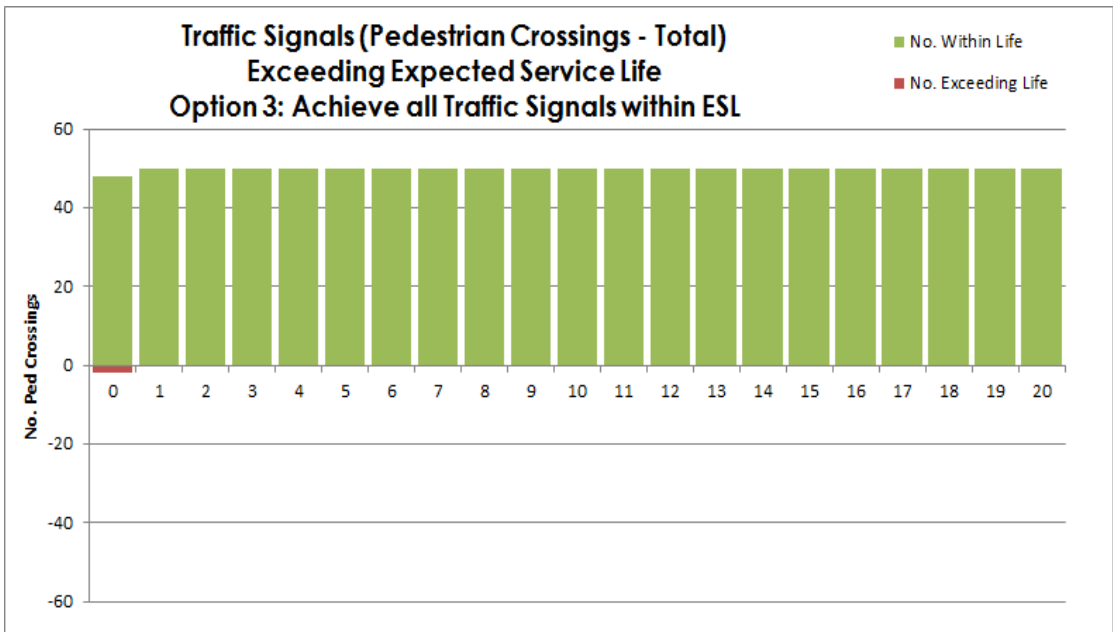 Traffic Signals (Pedestrian Crossings - Total)
Exceeding Expected Service Life
Option 3: Achieve all Traffic Signals within ESL
No. Within Life
No. Exceeding Life
No. Ped Crossings
60
40
20
0
-20
-40
-60
0 1 2 3 4 5 6 7 8 9 10 11 12 13 14 15 16 17 18 19 20